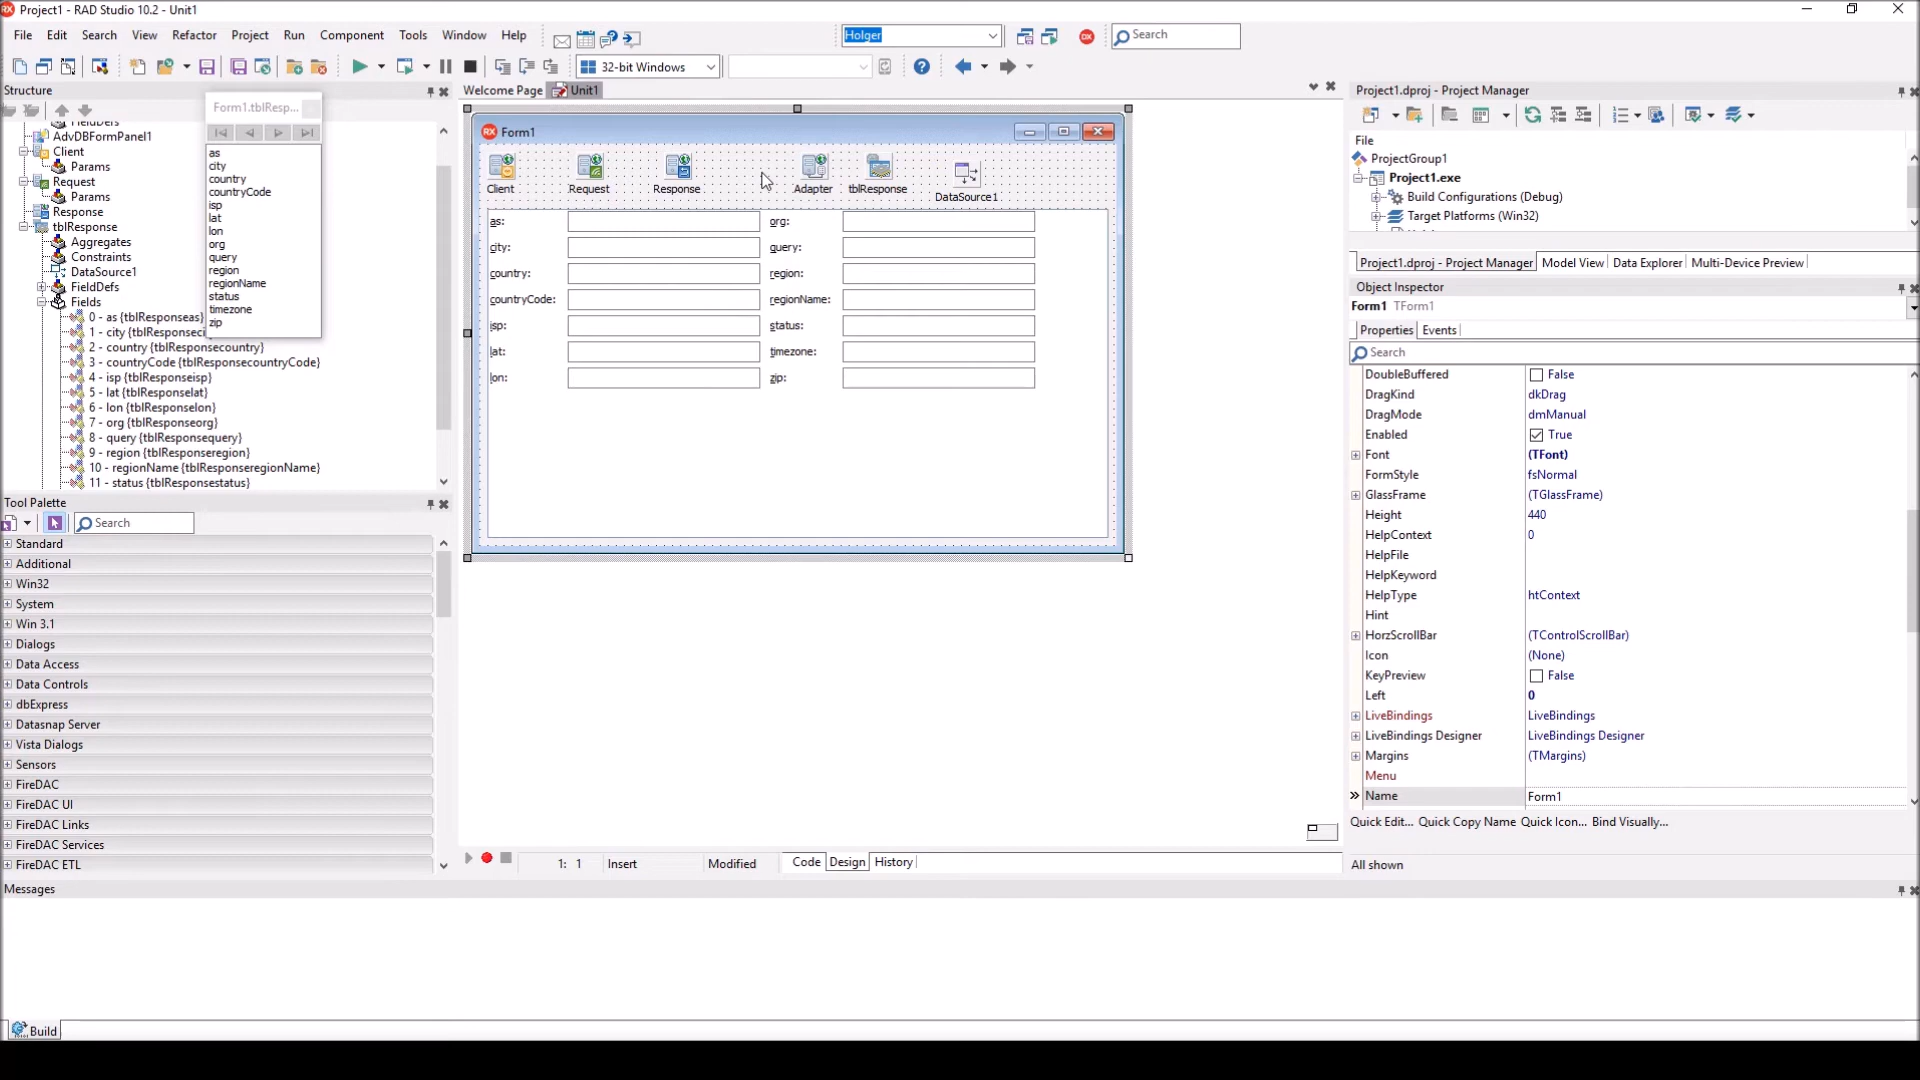 Project1 - RAD Studio 10.2 - Unit1
File Edit Search View Refactor Project Run Component Tools Window Help
Holger
Search
32-bit Windows
Structure
FieldDefs
AdvDBFormPanel1
Client
Params
Request
Params
Response
tblResponse
Aggregates
Constraints
DataSource1
FieldDefs
Fields
0 - as {tblResponseas}
1 - city {tblResponseci
2 - country {tblResponsecountry}
3 - countryCode {tblResponsecountryCode}
4 - isp {tblResponseisp}
5 - lat {tblResponselat}
6 - lon {tblResponselon}
7 - org {tblResponseorg}
8 - query {tblResponsequery}
9 - region {tblResponseregion}
10 - regionName {tblResponseregionName}
11 - status {tblResponsestatus}
Form1.tblResp...
as
city
country
countryCode
isp
lat
lon
org
query
region
regionName
status
timezone
zip
Tool Palette
Search
Standard
Additional
Win32
System
Win 3.1
Dialogs
Data Access
Data Controls
dbExpress
Datasnap Server
Vista Dialogs
Sensors
FireDAC
FireDAC UI
FireDAC Links
FireDAC Services
FireDAC ETL
Welcome Page Unit1
Form1
Client Request Response Adapter tblResponse DataSource1
as: org:
city: query:
country: region:
countryCode: regionName:
isp: status:
lat: timezone:
lon: zip:
1: 1 Insert Modified Code Design History
Project1.dproj - Project Manager
File
ProjectGroup1
Project1.exe
Build Configurations (Debug)
Target Platforms (Win32)
Project1.dproj - Project Manager Model View Data Explorer Multi-Device Preview
Object Inspector
Form1 TForm1
Properties Events
Search
DoubleBuffered False
DragKind dkDrag
DragMode dmManual
Enabled True
Font (TFont)
FormStyle fsNormal
GlassFrame (TGlassFrame)
Height 440
HelpContext 0
HelpFile
HelpKeyword
HelpType htContext
Hint
HorzScrollBar (TControlScrollBar)
Icon (None)
KeyPreview False
Left 0
LiveBindings LiveBindings
LiveBindings Designer LiveBindings Designer
Margins (TMargins)
Menu
Name Form1
Quick Edit... Quick Copy Name Quick Icon... Bind Visually...
All shown
Messages
Build